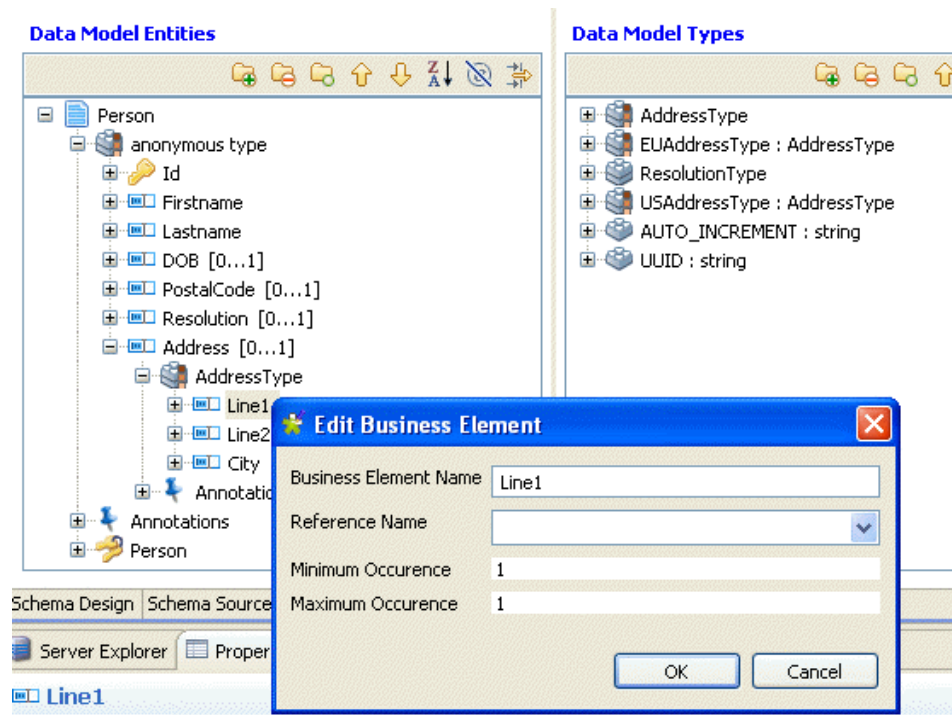 Data Model Entities
Person
anonymous type
Id
Firstname
Lastname
DOB [0...1]
PostalCode [0...1]
Resolution [0...1]
Address [0...1]
AddressType
Line1
Line2
City
Annotatio
Annotations
Person
Data Model Types
AddressType
EUAddressType : AddressType
ResolutionType
USAddressType : AddressType
AUTO_INCREMENT : string
UUID : string
Edit Business Element
Business Element Name Line1
Reference Name
Minimum Occurence 1
Maximum Occurence 1
OK Cancel
Schema Design Schema Source
Server Explorer Proper
Line1